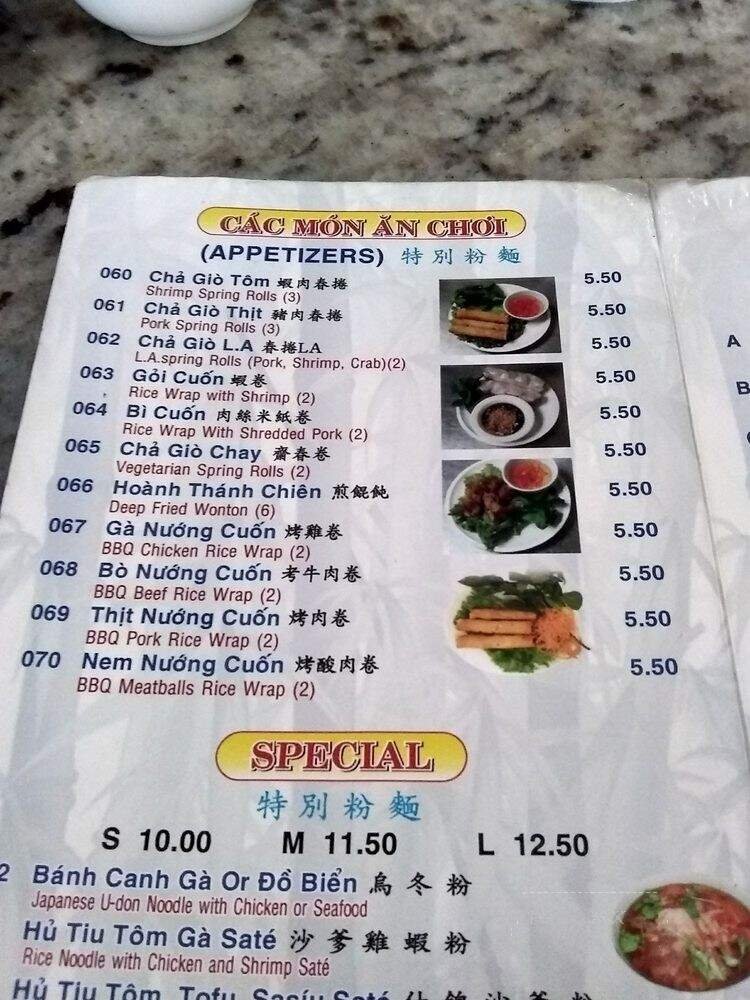 CÁC MÓN ĂN CHƠI
(APPETIZERS) 特別粉麵
060 Chả Giò Tôm 蝦肉春捲 5.50
Shrimp Spring Rolls (3)
061 Chả Giò Thịt 豬肉春捲 5.50
Pork Spring Rolls (3)
062 Chả Giò L.A 春捲LA 5.50
L.A.spring Rolls (Pork, Shrimp, Crab)(2)
063 Gỏi Cuốn 蝦卷 5.50
Rice Wrap with Shrimp (2)
064 Bì Cuốn 肉絲米紙卷 5.50
Rice Wrap With Shredded Pork (2)
065 Chả Giò Chay 齋春卷 5.50
Vegetarian Spring Rolls (2)
066 Hoành Thánh Chiên 煎餛飩 5.50
Deep Fried Wonton (6)
067 Gà Nướng Cuốn 烤雞卷 5.50
BBQ Chicken Rice Wrap (2)
068 Bò Nướng Cuốn 考牛肉卷 5.50
BBQ Beef Rice Wrap (2)
069 Thịt Nướng Cuốn 烤肉卷 5.50
BBQ Pork Rice Wrap (2)
070 Nem Nướng Cuốn 烤酸肉卷 5.50
BBQ Meatballs Rice Wrap (2)
SPECIAL
特別粉麵
S 10.00 M 11.50 L 12.50
2 Bánh Canh Gà Or Đồ Biển 烏冬粉
Japanese U-don Noodle with Chicken or Seafood
Hủ Tiu Tôm Gà Saté 沙爹雞蝦粉
Rice Noodle with Chicken and Shrimp Saté
Hủ Tiu Tôm, Tofu, Sasíu Saté
A
B